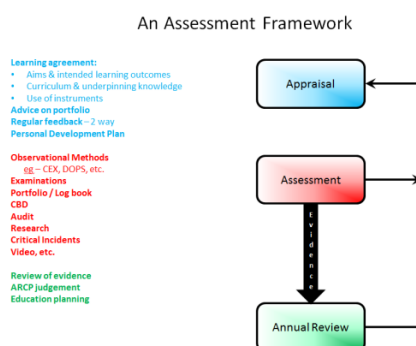 An Assessment Framework
Learning agreement:
• Aims & intended learning outcomes
• Curriculum & underpinning knowledge
• Use of instruments
Advice on portfolio
Regular feedback – 2 way
Personal Development Plan
Observational Methods
eg – CEX, DOPS, etc.
Examinations
Portfolio / Log book
CBD
Audit
Research
Critical Incidents
Video, etc.
Review of evidence
ARCP judgement
Education planning
Appraisal
Assessment
Evidence
Annual Review